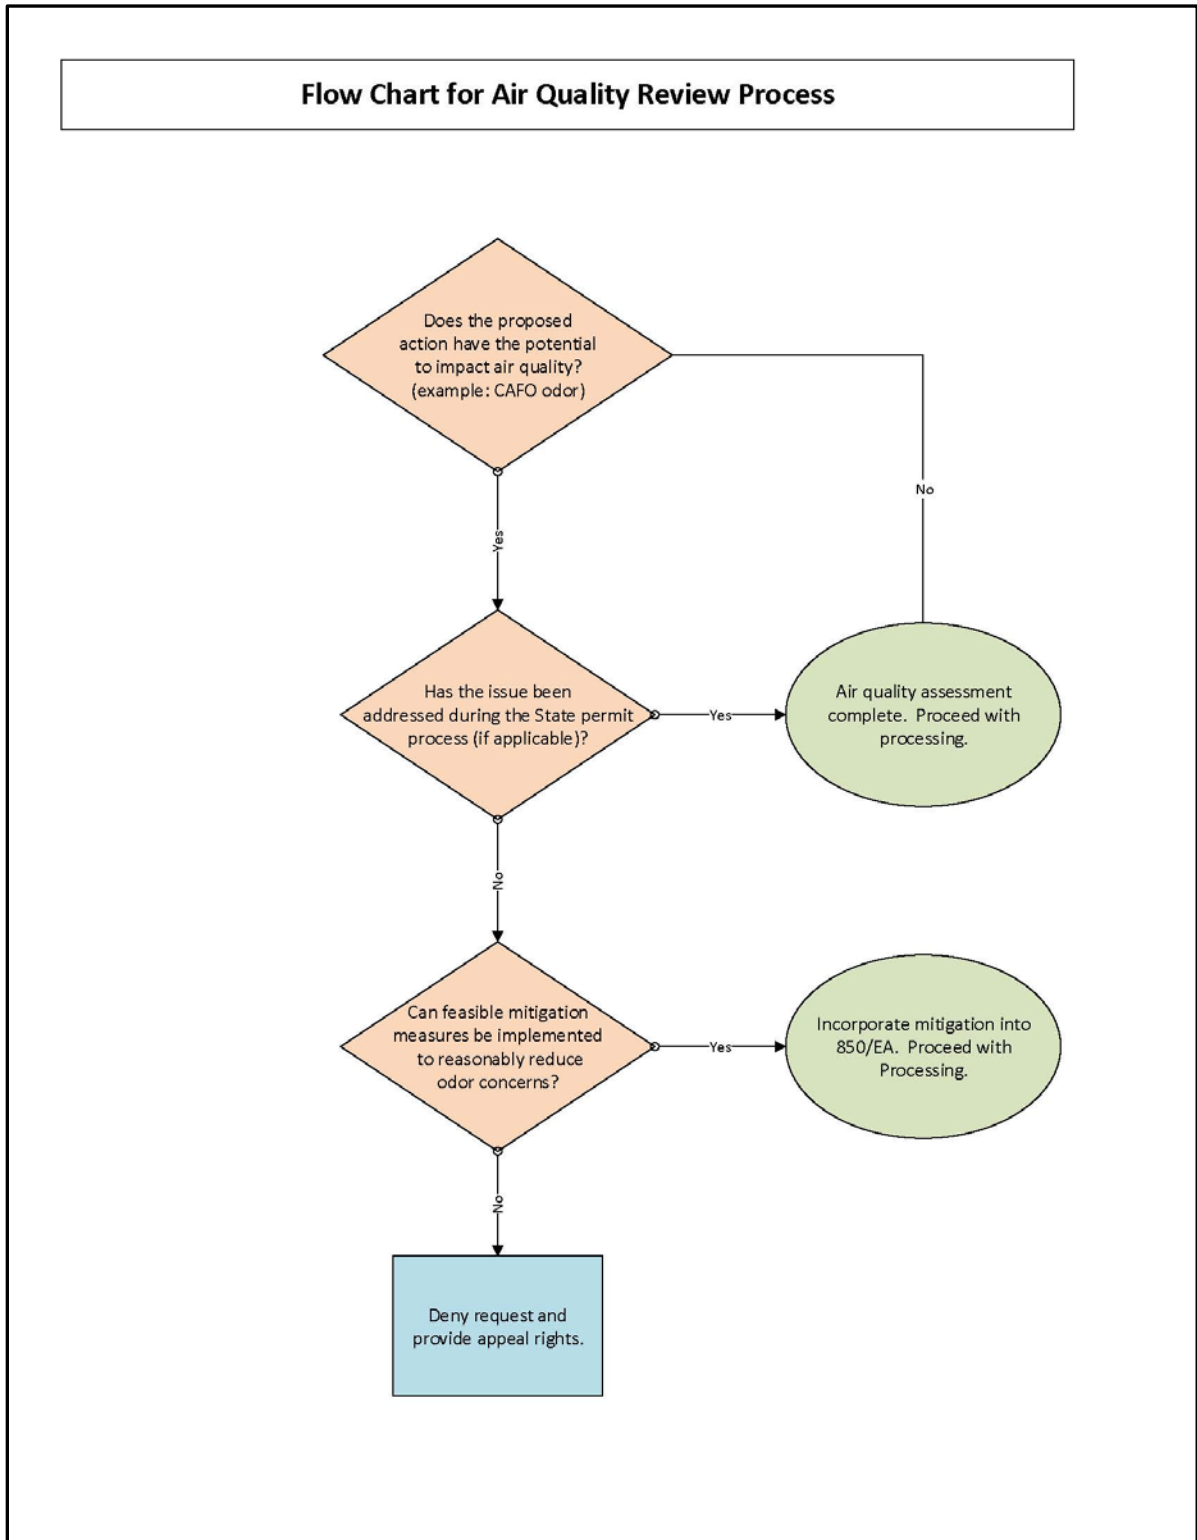 Flow Chart for Air Quality Review Process
Does the proposed
action have the potential
to impact air quality?
(example: CAFO odor)
No
Yes
Has the issue been
addressed during the State permit
process (if applicable)?
Yes
Air quality assessment
complete.  Proceed with
processing.
No
Can feasible mitigation
measures be implemented
to reasonably reduce
odor concerns?
Yes
Incorporate mitigation into
850/EA.  Proceed with
Processing.
No
Deny request and
provide appeal rights.